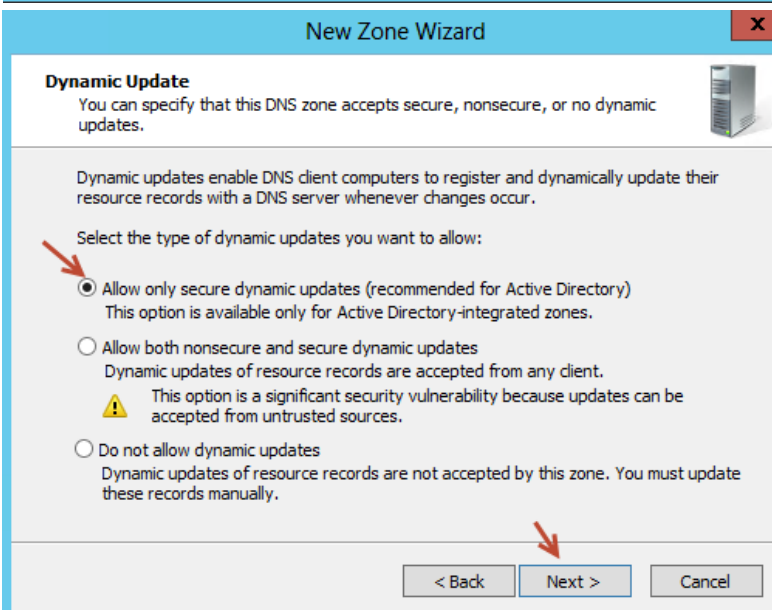 New Zone Wizard
x
Dynamic Update
You can specify that this DNS zone accepts secure, nonsecure, or no dynamic
updates.
Dynamic updates enable DNS client computers to register and dynamically update their
resource records with a DNS server whenever changes occur.
Select the type of dynamic updates you want to allow:
Allow only secure dynamic updates (recommended for Active Directory)
This option is available only for Active Directory-integrated zones.
Allow both nonsecure and secure dynamic updates
Dynamic updates of resource records are accepted from any client.
This option is a significant security vulnerability because updates can be
accepted from untrusted sources.
Do not allow dynamic updates
Dynamic updates of resource records are not accepted by this zone. You must update
these records manually.
< Back Next > Cancel